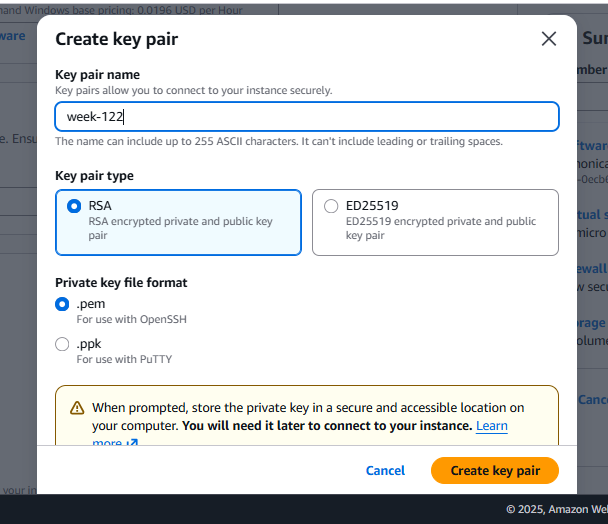 mand Windows base pricing: 0.0196 USD per Hour
ware
Create key pair
Sun
Key pair name
Key pairs allow you to connect to your instance securely.
mber
week-122
The name can include up to 255 ASCII characters. It can't include leading or trailing spaces.
e. Ensu
ftwar
nonica
-0ecb0
Key pair type
RSA
RSA encrypted private and public key
pair
ED25519
ED25519 encrypted private and public
key pair
tual s
micro
Private key file format
ewall
w secu
.pem
For use with OpenSSH
rage
olume
.ppk
For use with PuTTY
Cance
When prompted, store the private key in a secure and accessible location on
your computer. You will need it later to connect to your instance. Learn
more
Cancel
Create key pair
your in
© 2025, Amazon Web